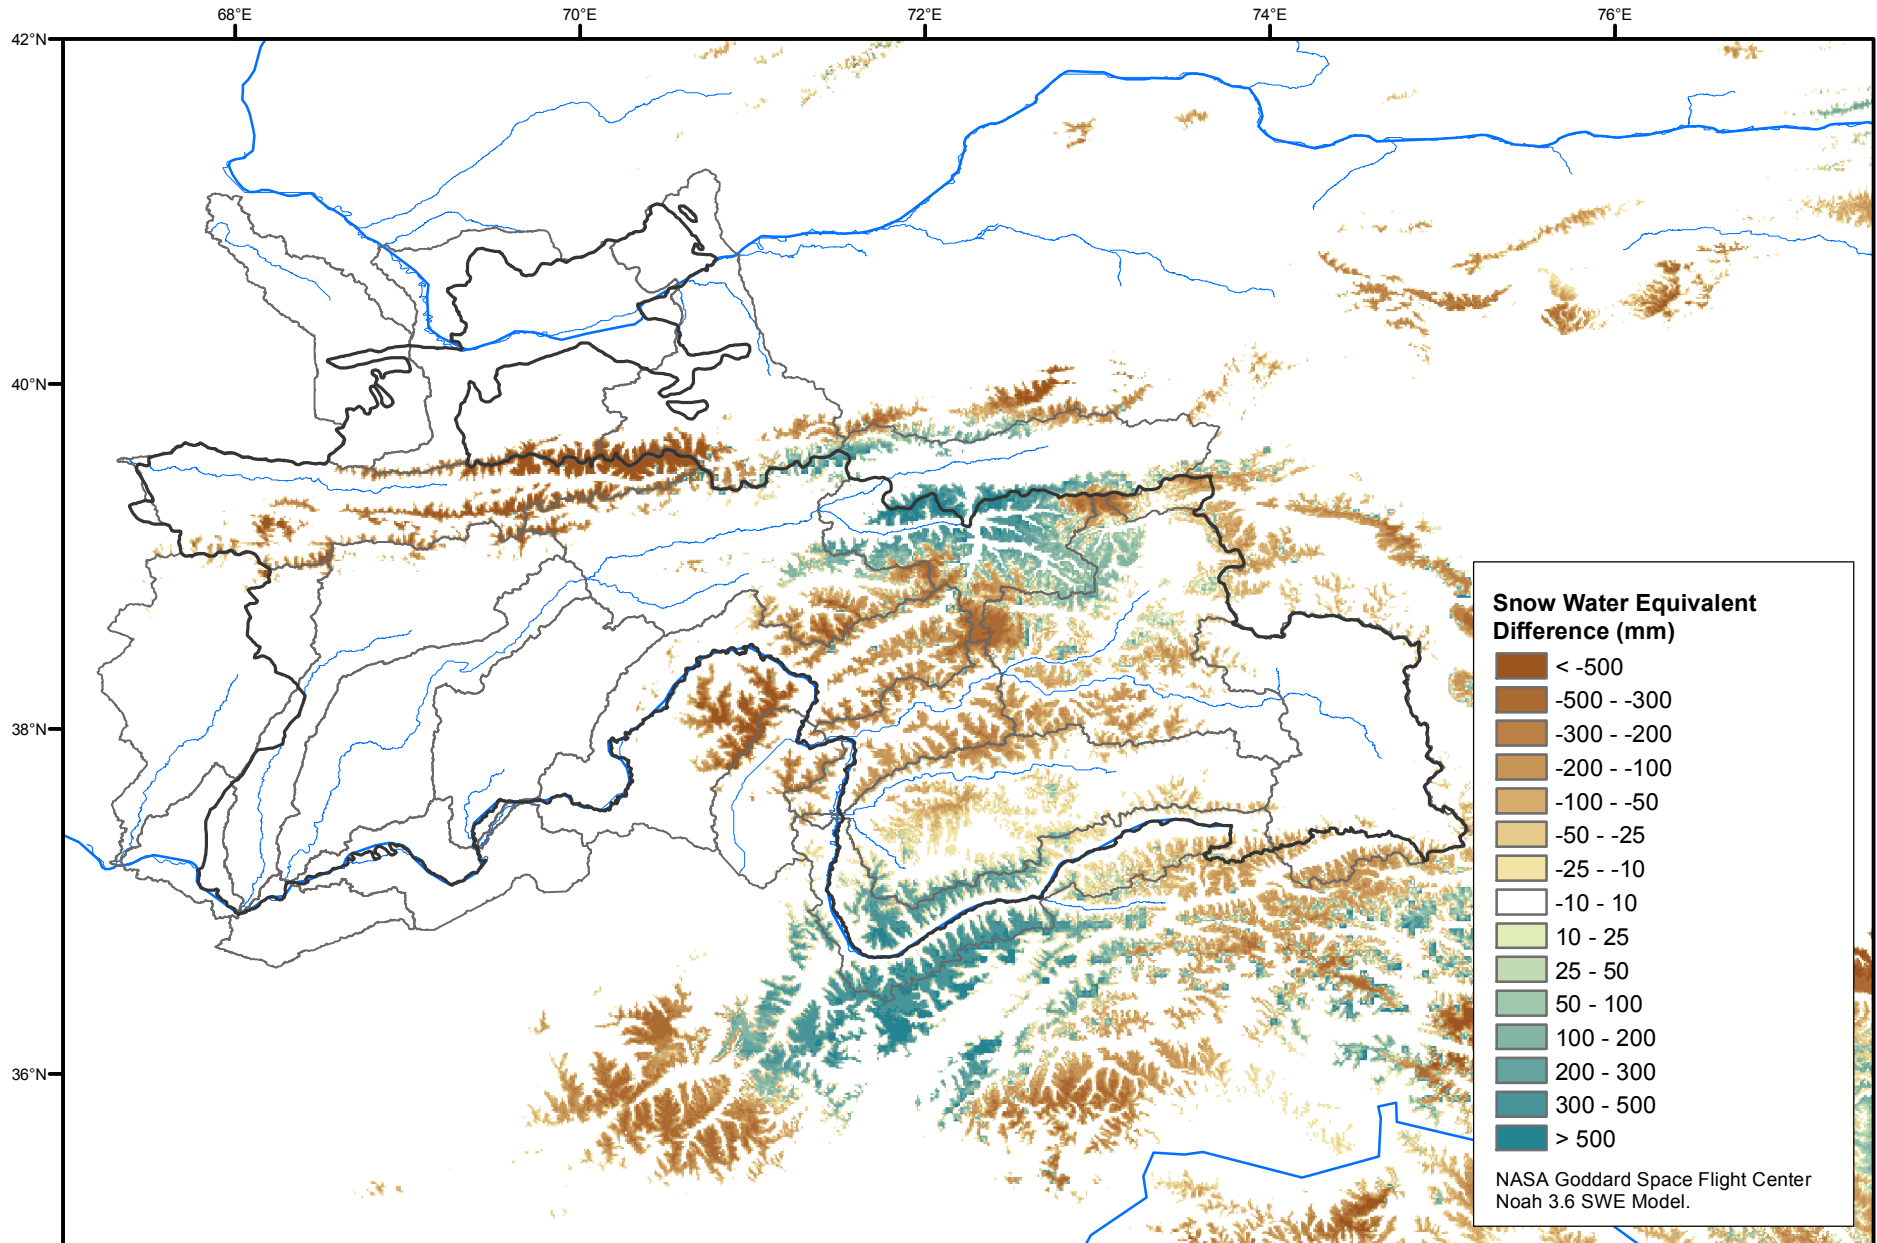 68°E 70°E 72°E 74°E 76°E
42°N
40°N
38°N
36°N
Snow Water Equivalent
Difference (mm)
< -500
-500 - -300
-300 - -200
-200 - -100
-100 - -50
-50 - -25
-25 - -10
-10 - 10
10 - 25
25 - 50
50 - 100
100 - 200
200 - 300
300 - 500
> 500
NASA Goddard Space Flight Center
Noah 3.6 SWE Model.